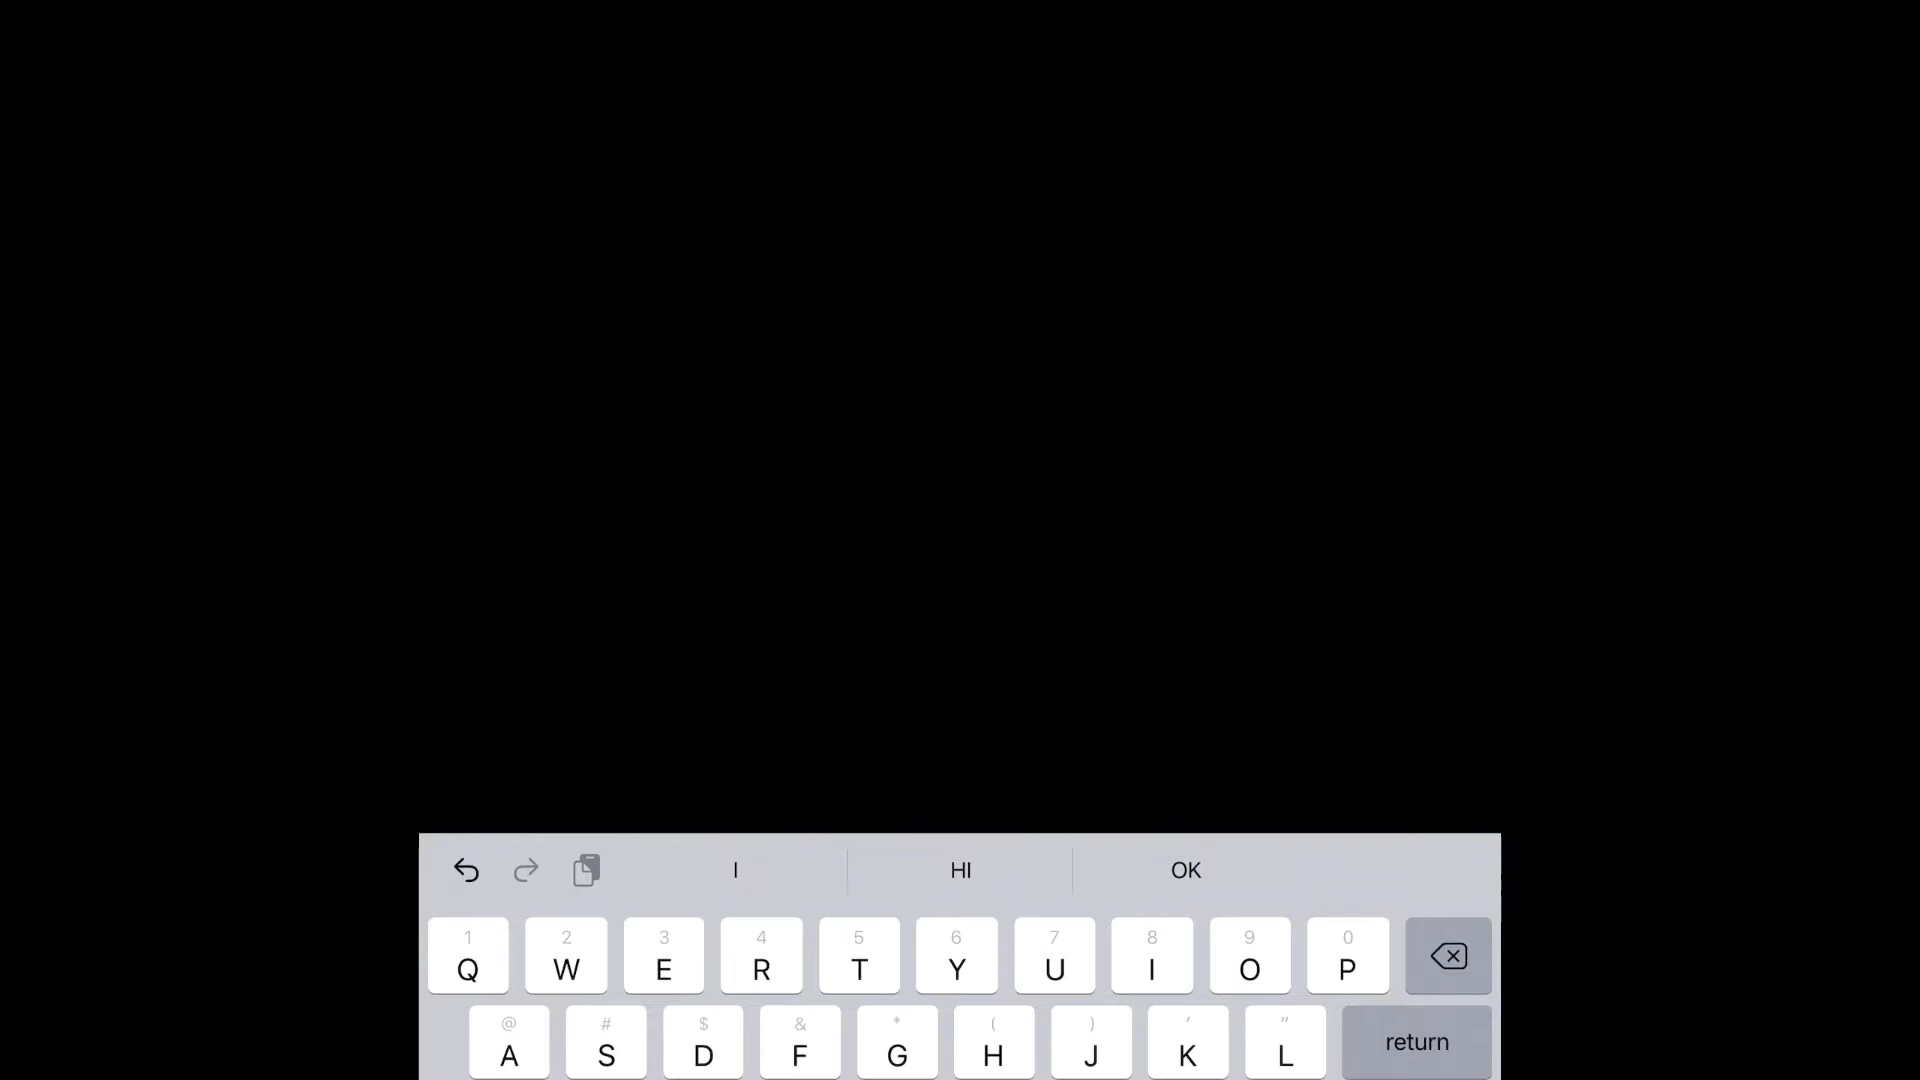 I HI OK
1 2 3 4 5 6 7 8 9 0
Q W E R T Y U I O P
@ # $ & * ( ) ' "
A S D F G H J K L return